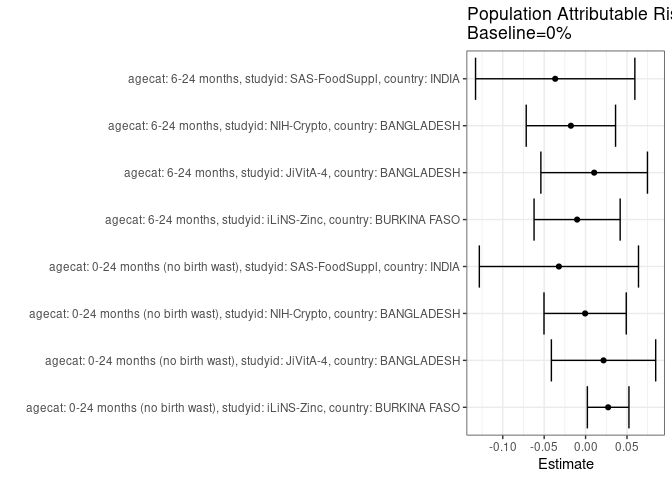 Population Attributable Ris
Baseline=0%
agecat: 6-24 months, studyid: SAS-FoodSuppl, country: INDIA
agecat: 6-24 months, studyid: NIH-Crypto, country: BANGLADESH
agecat: 6-24 months, studyid: JiVitA-4, country: BANGLADESH
agecat: 6-24 months, studyid: iLiNS-Zinc, country: BURKINA FASO
agecat: 0-24 months (no birth wast), studyid: SAS-FoodSuppl, country: INDIA
agecat: 0-24 months (no birth wast), studyid: NIH-Crypto, country: BANGLADESH
agecat: 0-24 months (no birth wast), studyid: JiVitA-4, country: BANGLADESH
agecat: 0-24 months (no birth wast), studyid: iLiNS-Zinc, country: BURKINA FASO
-0.10 -0.05 0.00 0.05
Estimate